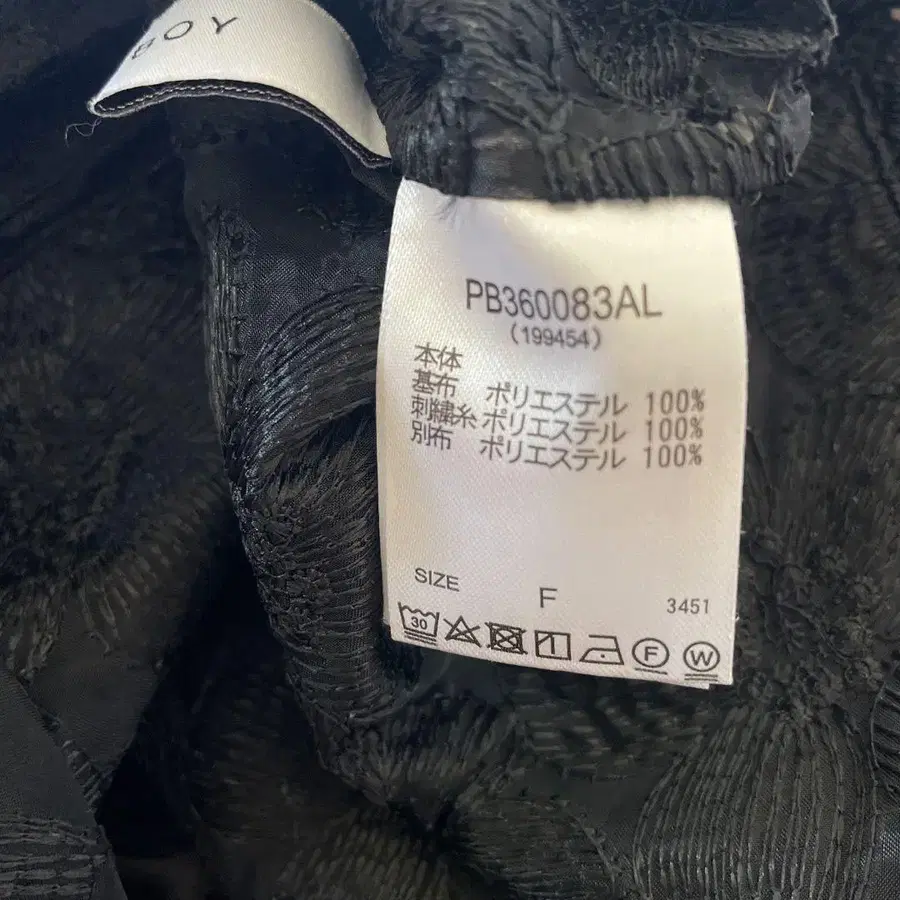 BOY
PB360083AL
(199454)
本体
基布 ポリエステル 100%
刺繍糸 ポリエステル 100%
別布 ポリエステル 100%
SIZE F 3451
30
F W